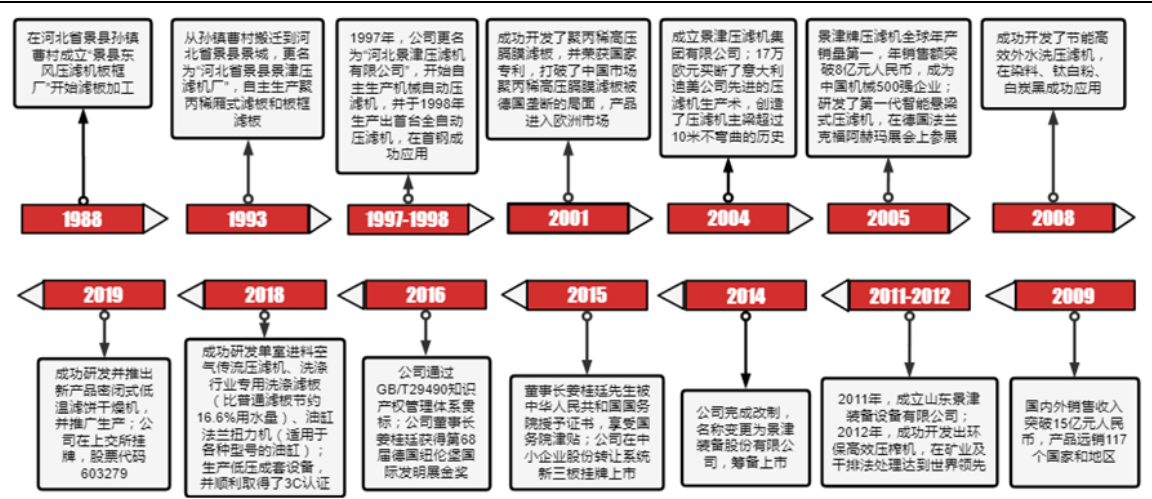 在河北省景县孙镇
曹村成立“景县东
风压滤机板框
厂”开始滤板加工
从孙镇曹村搬迁到河
北省景县景城，更名
为“河北省景县景津压
滤机厂”，自主生产聚
丙稀厢式滤板和板框
滤板
1997年，公司更名
为“河北景津压滤机
有限公司”，开始自
主生产机械自动压
滤机，并于1998年
生产出首台全自动
压滤机，在首钢成
功应用
成功开发了聚丙稀高压
隔膜滤板，并荣获国家
专利，打破了中国市场
聚丙稀高压隔膜滤板被
德国垄断的局面，产品
进入欧洲市场
成立景津压滤机集
团有限公司；17万
欧元买断了意大利
迪美公司先进的压
滤机生产术，创造
了压滤机主梁超过
10米不弯曲的历史
景津牌压滤机全球年产
销量第一，年销售额突
破8亿元人民币，成为
中国机械500强企业；
研发了第一代智能景梁
式压滤机，在德国法兰
克福阿赫玛展会上参展
成功开发了节能高
效外水洗压滤机，
在染料、钛白粉、
白炭黑成功应用
1988
1993
1997-1998
2001
2004
2005
2008
2019
2018
2016
2015
2014
2011-2012
2009
成功研发并推出
新产品密闭式低
温滤饼干燥机，
并推广生产；公
司在上交所挂
牌，股票代码
603279
成功研发单室进料空
气传流压滤机、洗涤
行业专用洗涤滤板
（比普通滤板节约
16.6%用水量）、油缸
法兰扭力机（适用于
各种型号的油缸）；
生产低压成套设备，
并顺利取得了3C认证
公司通过
GB/T29490知识
产权管理体系贯
标；公司董事长
姜桂廷获得第68
届德国纽伦堡国
际发明展金奖
董事长姜桂廷先生被
中华人民共和国国务
院授予证书，享受国
务院津贴；公司在中
小企业股份转让系统
新三板挂牌上市
公司完成改制，
名称变更为景津
装备股份有限公
司，筹备上市
2011年，成立山东景津
装备设备有限公司；
2012年，成功开发出环
保高效压榨机，在矿业及
干排法处理达到世界领先
国内外销售收入
突破15亿元人民
币，产品远销117
个国家和地区